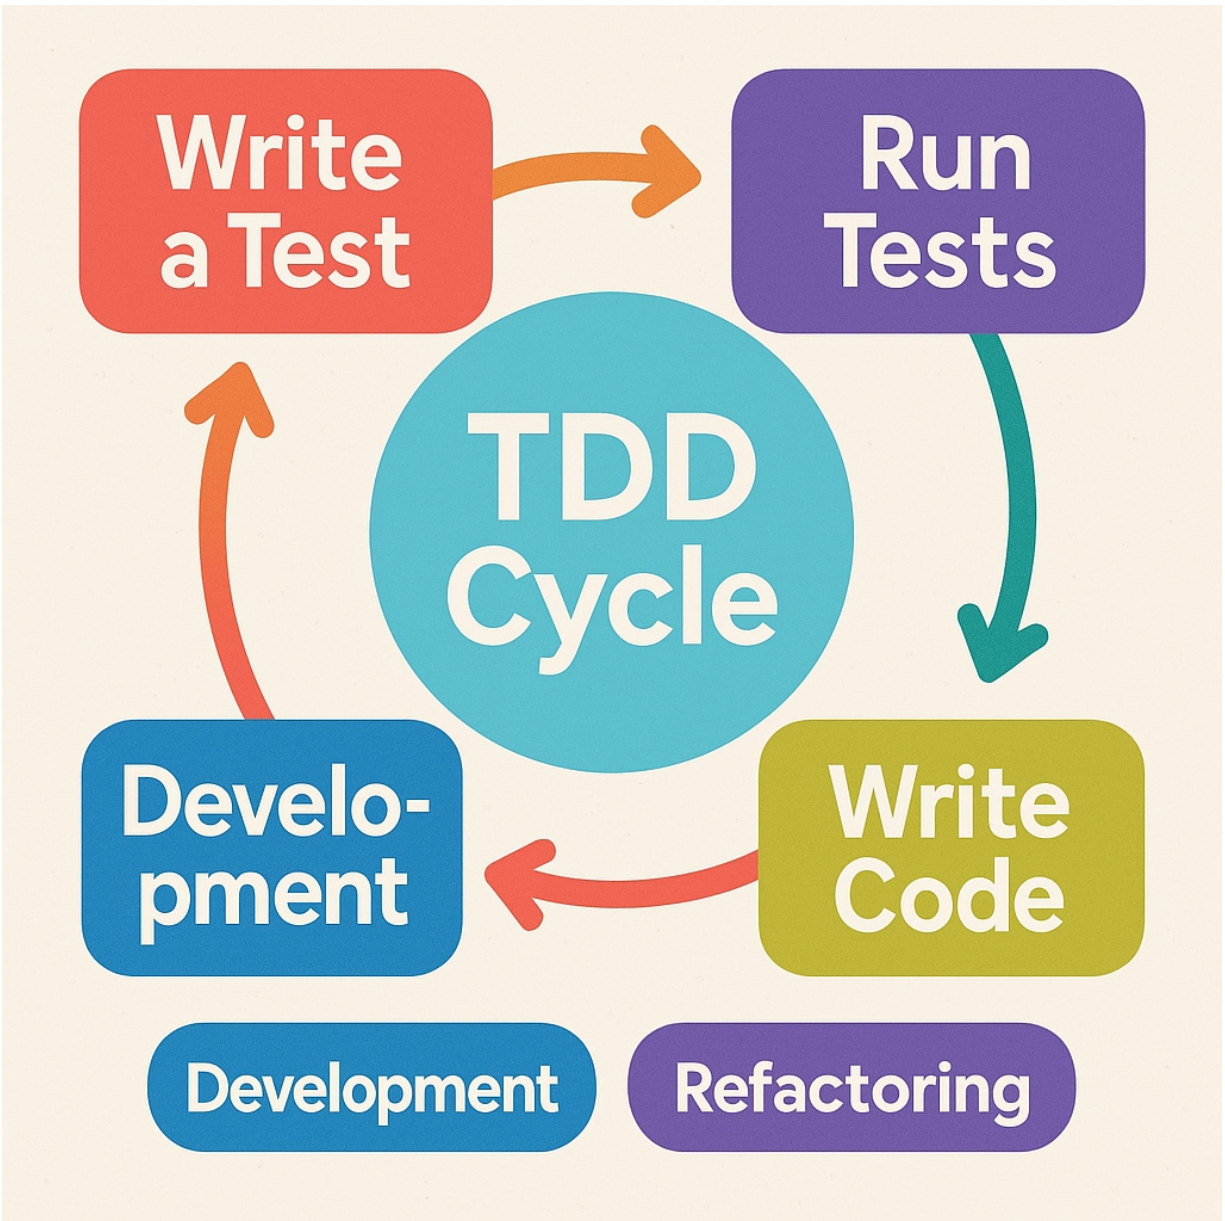 Write
a Test
Run
Tests
TDD
Cycle
Develo-
pment
Write
Code
Development
Refactoring